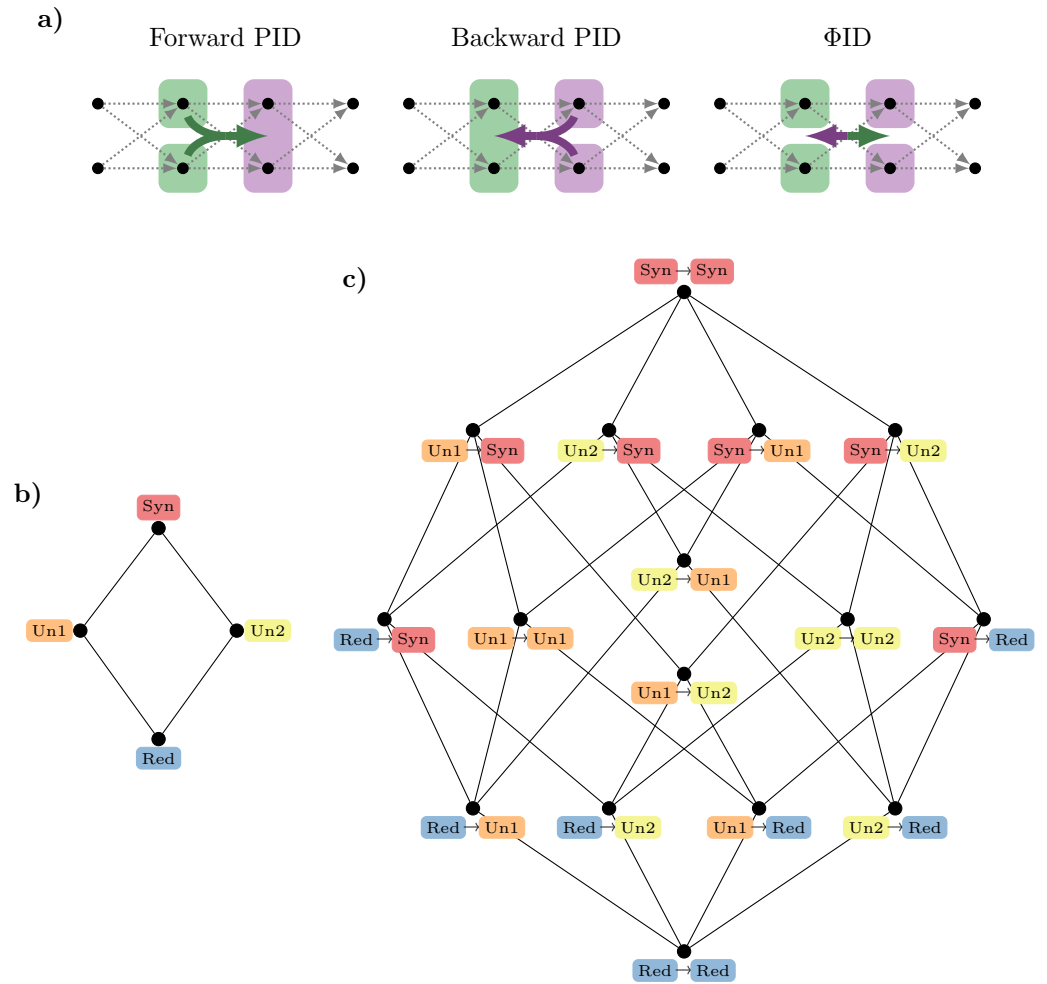 a)
Forward PID
Backward PID
ΦID
c)
Syn→Syn
Un1→Syn
Un2→Syn
Syn→Un1
Syn→Un2
b)
Syn
Un1
Un2
Red
Un2→Un1
Red→Syn
Un1→Un1
Un2→Un2
Syn→Red
Un1→Un2
Red→Un1
Red→Un2
Un1→Red
Un2→Red
Red→Red